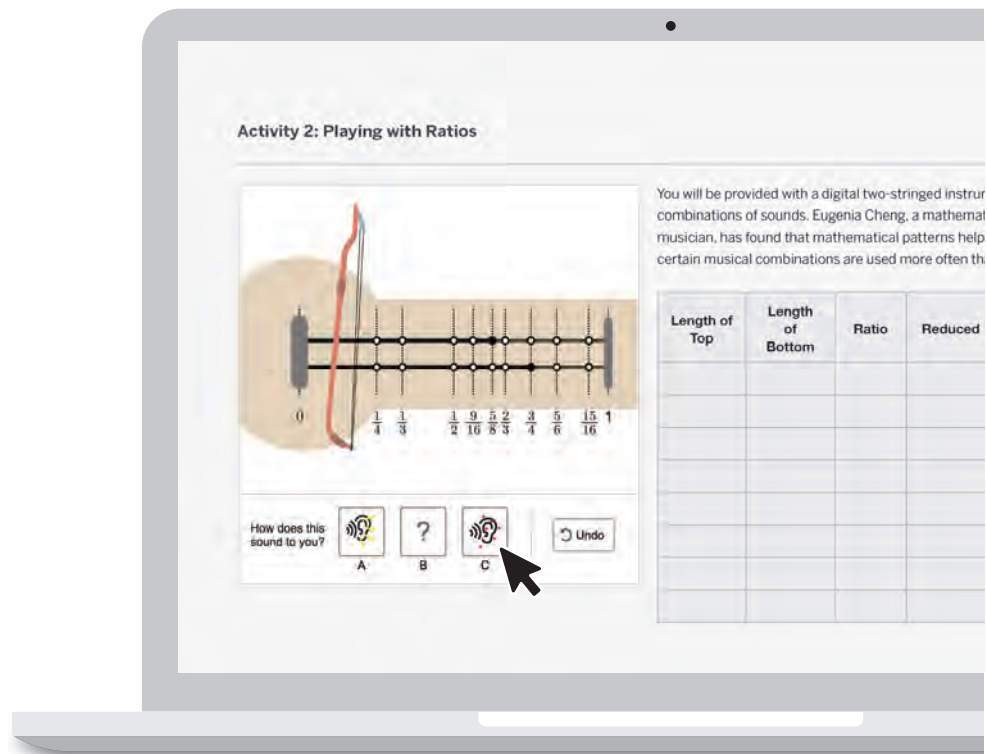 Activity 2: Playing with Ratios
You will be provided with a digital two-stringed instrum
combinations of sounds. Eugenia Cheng, a mathemat
musician, has found that mathematical patterns help
certain musical combinations are used more often tha
Length of
Top
Length
of
Bottom
Ratio
Reduced
0 1/4 1/3 1/2 9/16 5/8 2/3 3/4 5/6 15/16 1
How does this
sound to you?
?
Undo
A B C